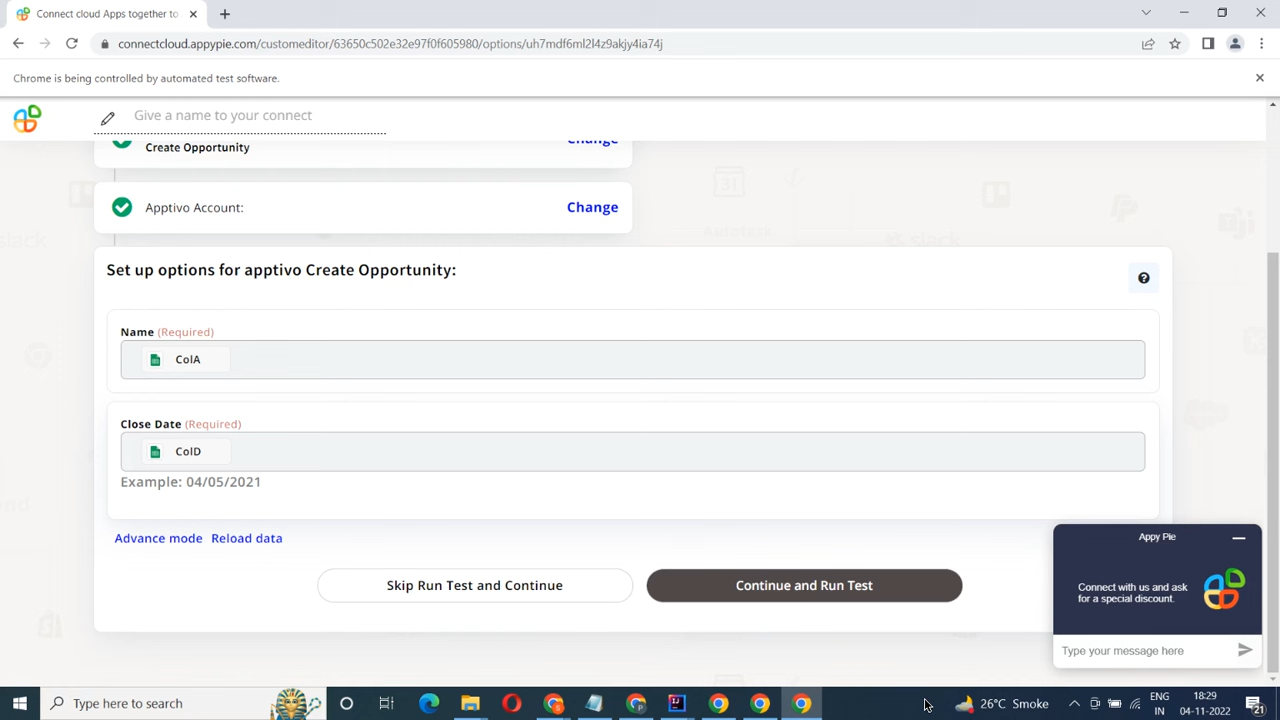 Connect cloud Apps together to
connectcloud.appypie.com/customeditor/63650c502e32e97f0f605980/options/uh7mdf6ml2l4z9akjy4ia74j
Chrome is being controlled by automated test software.
Give a name to your connect
Create Opportunity
Change
Apptivo Account:
Change
Set up options for apptivo Create Opportunity:
Name (Required)
ColA
Close Date (Required)
ColD
Example: 04/05/2021
Advance mode Reload data
Skip Run Test and Continue
Continue and Run Test
Appy Pie
Connect with us and ask
for a special discount.
Type your message here
Type here to search
26°C Smoke
ENG
IN
18:29
04-11-2022
21